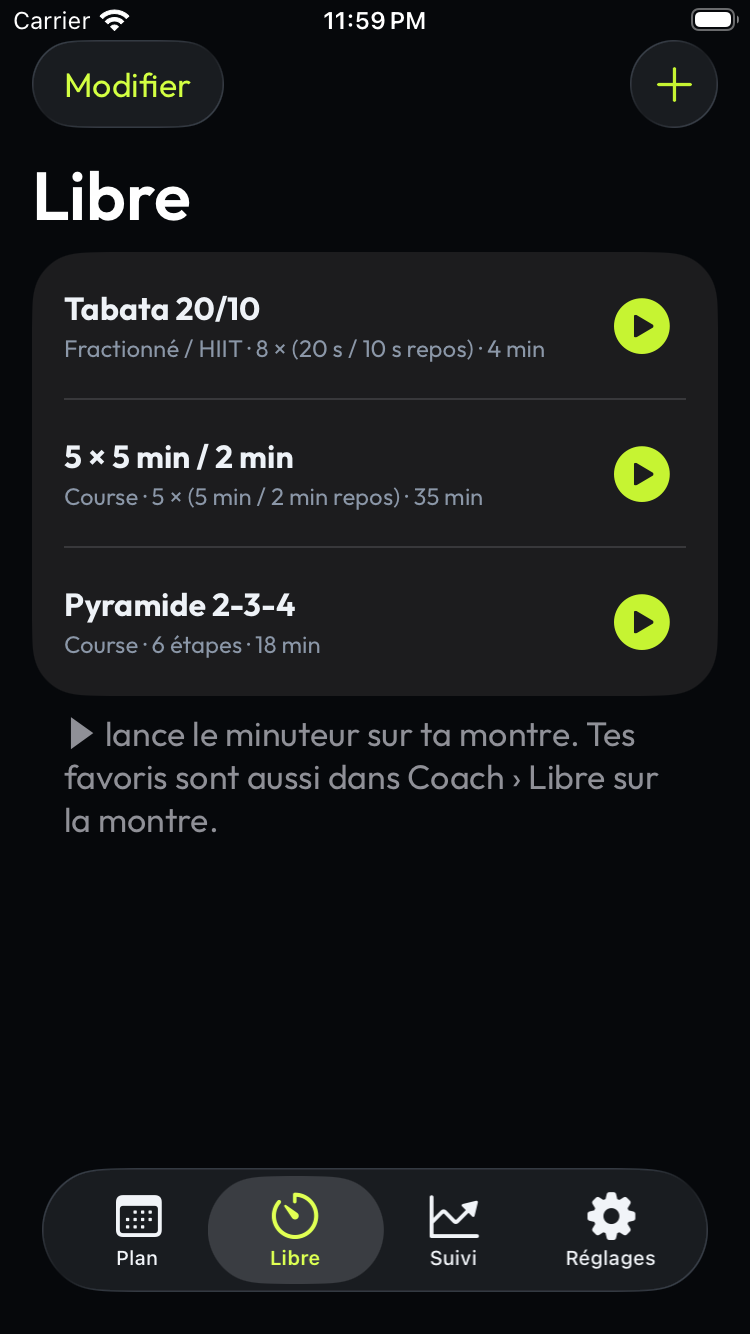 Carrier 11:59 PM
Modifier
Libre
Tabata 20/10
Fractionné / HIIT · 8 × (20 s / 10 s repos) · 4 min
5 × 5 min / 2 min
Course · 5 × (5 min / 2 min repos) · 35 min
Pyramide 2-3-4
Course · 6 étapes · 18 min
▶ lance le minuteur sur ta montre. Tes
favoris sont aussi dans Coach › Libre sur
la montre.
Plan Libre Suivi Réglages